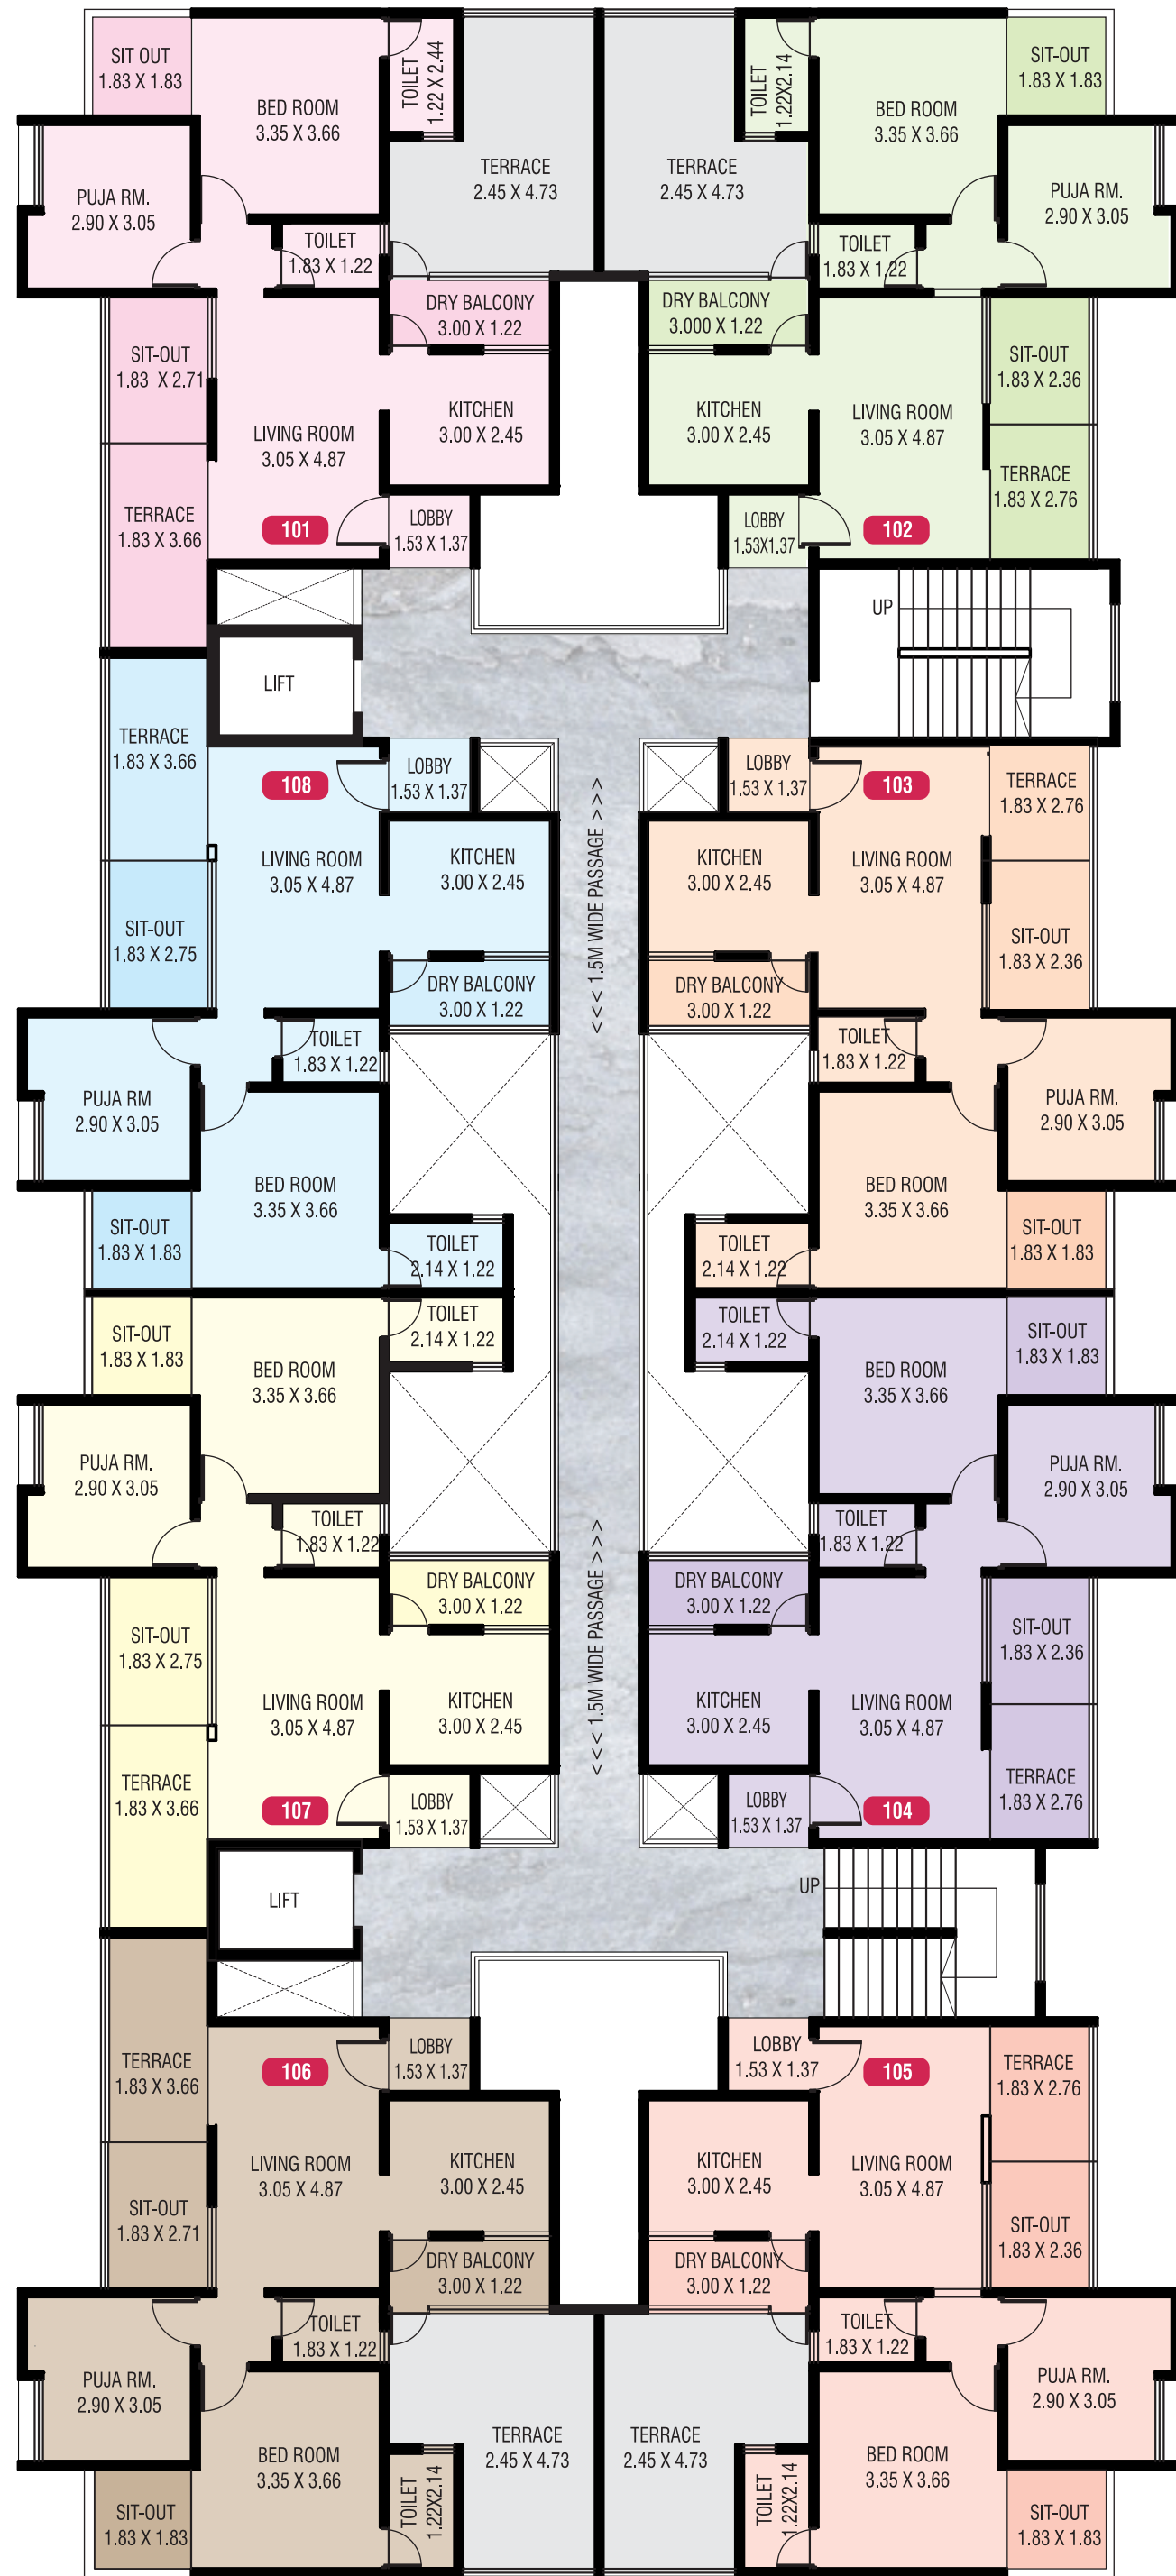 SIT OUT
1.83 X 1.83
BED ROOM
3.35 X 3.66
TOILET
1.22 X 2.44
TERRACE
2.45 X 4.73
PUJA RM.
2.90 X 3.05
TOILET
1.83 X 1.22
DRY BALCONY
3.00 X 1.22
SIT-OUT
1.83 X 2.71
KITCHEN
3.00 X 2.45
LIVING ROOM
3.05 X 4.87
TERRACE
1.83 X 3.66
101
LOBBY
1.53 X 1.37
TERRACE
2.45 X 4.73
TOILET
1.22X2.14
BED ROOM
3.35 X 3.66
SIT-OUT
1.83 X 1.83
PUJA RM.
2.90 X 3.05
TOILET
1.83 X 1.22
DRY BALCONY
3.000 X 1.22
SIT-OUT
1.83 X 2.36
KITCHEN
3.00 X 2.45
LIVING ROOM
3.05 X 4.87
TERRACE
1.83 X 2.76
LOBBY
1.53X1.37
102
UP
LIFT
TERRACE
1.83 X 3.66
108
LOBBY
1.53 X 1.37
LIVING ROOM
3.05 X 4.87
KITCHEN
3.00 X 2.45
SIT-OUT
1.83 X 2.75
DRY BALCONY
3.00 X 1.22
TOILET
1.83 X 1.22
PUJA RM
2.90 X 3.05
BED ROOM
3.35 X 3.66
SIT-OUT
1.83 X 1.83
TOILET
2.14 X 1.22
<<< 1.5M WIDE PASSAGE >>>
LOBBY
1.53 X 1.37
103
TERRACE
1.83 X 2.76
KITCHEN
3.00 X 2.45
LIVING ROOM
3.05 X 4.87
SIT-OUT
1.83 X 2.36
DRY BALCONY
3.00 X 1.22
TOILET
1.83 X 1.22
PUJA RM.
2.90 X 3.05
BED ROOM
3.35 X 3.66
SIT-OUT
1.83 X 1.83
TOILET
2.14 X 1.22
SIT-OUT
1.83 X 1.83
BED ROOM
3.35 X 3.66
TOILET
2.14 X 1.22
PUJA RM.
2.90 X 3.05
TOILET
1.83 X 1.22
DRY BALCONY
3.00 X 1.22
SIT-OUT
1.83 X 2.75
LIVING ROOM
3.05 X 4.87
KITCHEN
3.00 X 2.45
TERRACE
1.83 X 3.66
107
LOBBY
1.53 X 1.37
<<< 1.5M WIDE PASSAGE >>>
TOILET
2.14 X 1.22
BED ROOM
3.35 X 3.66
SIT-OUT
1.83 X 1.83
PUJA RM.
2.90 X 3.05
TOILET
1.83 X 1.22
DRY BALCONY
3.00 X 1.22
SIT-OUT
1.83 X 2.36
KITCHEN
3.00 X 2.45
LIVING ROOM
3.05 X 4.87
TERRACE
1.83 X 2.76
LOBBY
1.53 X 1.37
104
LIFT
UP
TERRACE
1.83 X 3.66
106
LOBBY
1.53 X 1.37
LIVING ROOM
3.05 X 4.87
KITCHEN
3.00 X 2.45
SIT-OUT
1.83 X 2.71
DRY BALCONY
3.00 X 1.22
TOILET
1.83 X 1.22
PUJA RM.
2.90 X 3.05
BED ROOM
3.35 X 3.66
TERRACE
2.45 X 4.73
TOILET
1.22X2.14
SIT-OUT
1.83 X 1.83
LOBBY
1.53 X 1.37
105
TERRACE
1.83 X 2.76
KITCHEN
3.00 X 2.45
LIVING ROOM
3.05 X 4.87
SIT-OUT
1.83 X 2.36
DRY BALCONY
3.00 X 1.22
TOILET
1.83 X 1.22
PUJA RM.
2.90 X 3.05
TERRACE
2.45 X 4.73
BED ROOM
3.35 X 3.66
TOILET
1.22X2.14
SIT-OUT
1.83 X 1.83